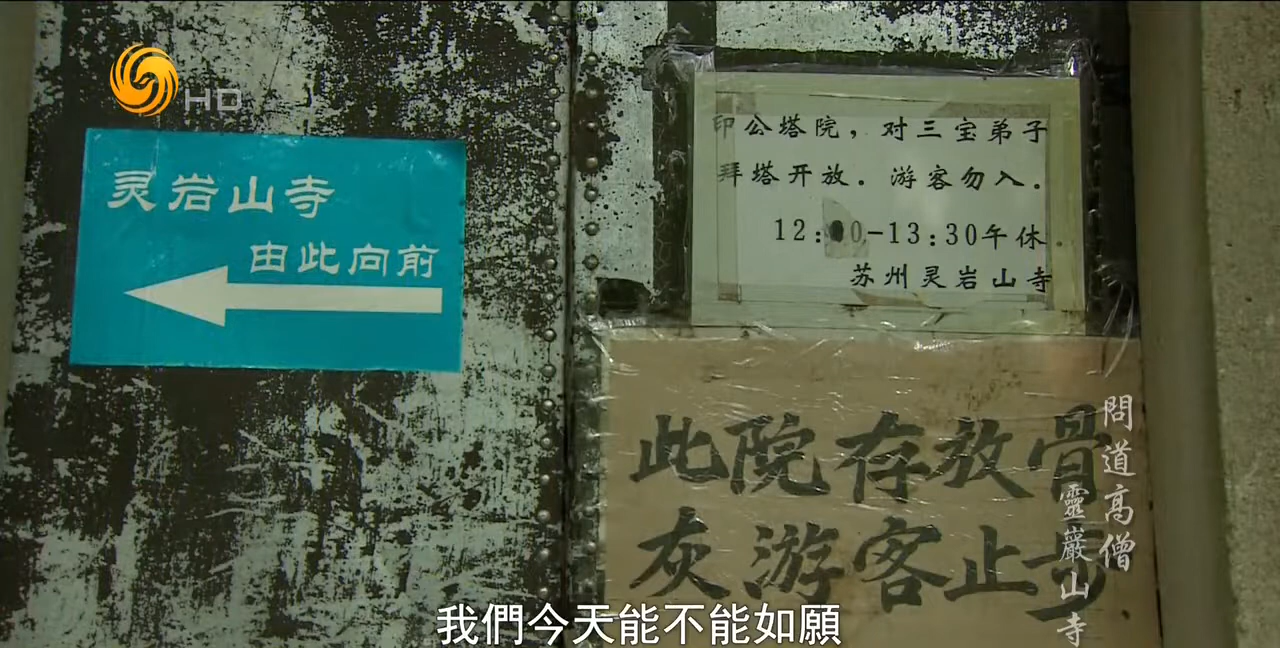 HD
灵岩山寺
由此向前
印公塔院，对三宝弟子
拜塔开放．游客勿入．
12:00-13:30午休．
苏州灵岩山寺
此院存放骨
灰游客止步
問道高僧
靈巖山寺
我們今天能不能如願